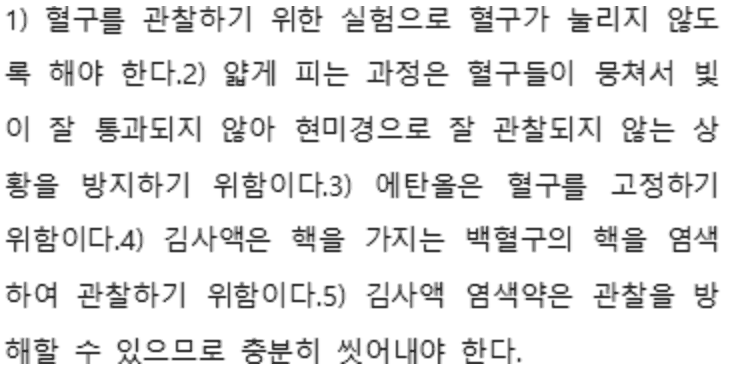 1) 혈구를 관찰하기 위한 실험으로 혈구가 눌리지 않도
록 해야 한다.2) 얇게 피는 과정은 혈구들이 뭉쳐서 빛
이 잘 통과되지 않아 현미경으로 잘 관찰되지 않는 상
황을 방지하기 위함이다.3) 에탄올은 혈구를 고정하기
위함이다.4) 김사액은 핵을 가지는 백혈구의 핵을 염색
하여 관찰하기 위함이다.5) 김사액 염색약은 관찰을 방
해할 수 있으므로 충분히 씻어내야 한다.